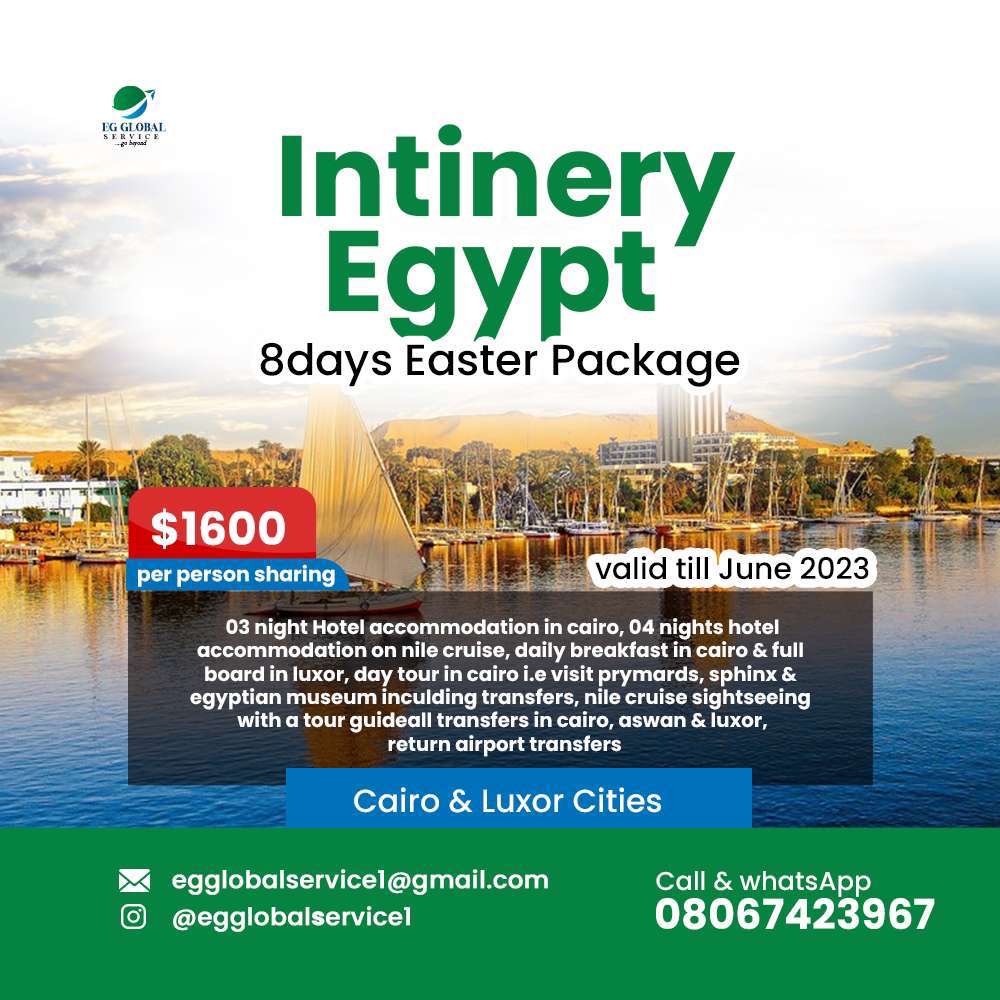 EG GLOBAL
SERVICE
...go beyond
Intinery
Egypt
8days Easter Package
$1600
per person sharing
valid till June 2023
03 night Hotel accommodation in cairo, 04 nights hotel
accommodation on nile cruise, daily breakfast in cairo & full
board in luxor, day tour in cairo i.e visit prymards, sphinx &
egyptian museum inculding transfers, nile cruise sightseeing
with a tour guideall transfers in cairo, aswan & luxor,
return airport transfers
Cairo & Luxor Cities
egglobalservice1@gmail.com
@egglobalservice1
Call & whatsApp
08067423967